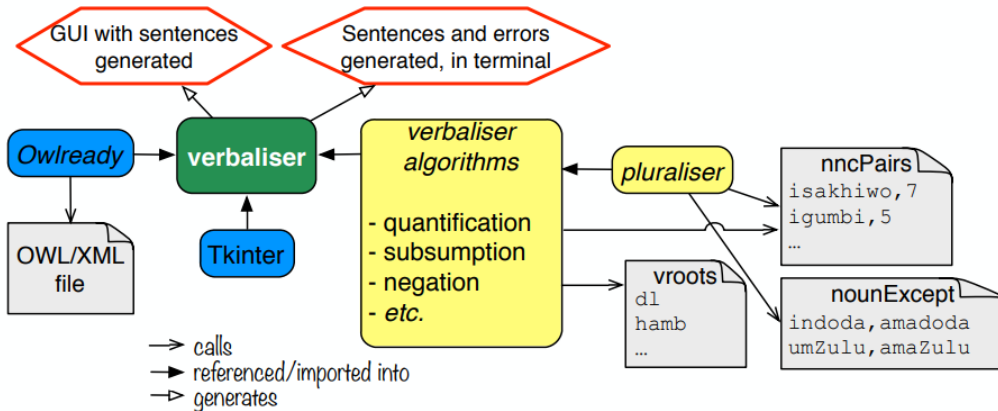 GUI with sentences
generated
Sentences and errors
generated, in terminal
Owlready
verbaliser
verbaliser
algorithms
- quantification
- subsumption
- negation
- etc.
pluraliser
nncPairs
isakhiwo,7
igumbi,5
…
OWL/XML
file
Tkinter
vroots
dl
hamb
…
nounExcept
indoda,amadoda
umZulu,amaZulu
calls
referenced/imported into
generates